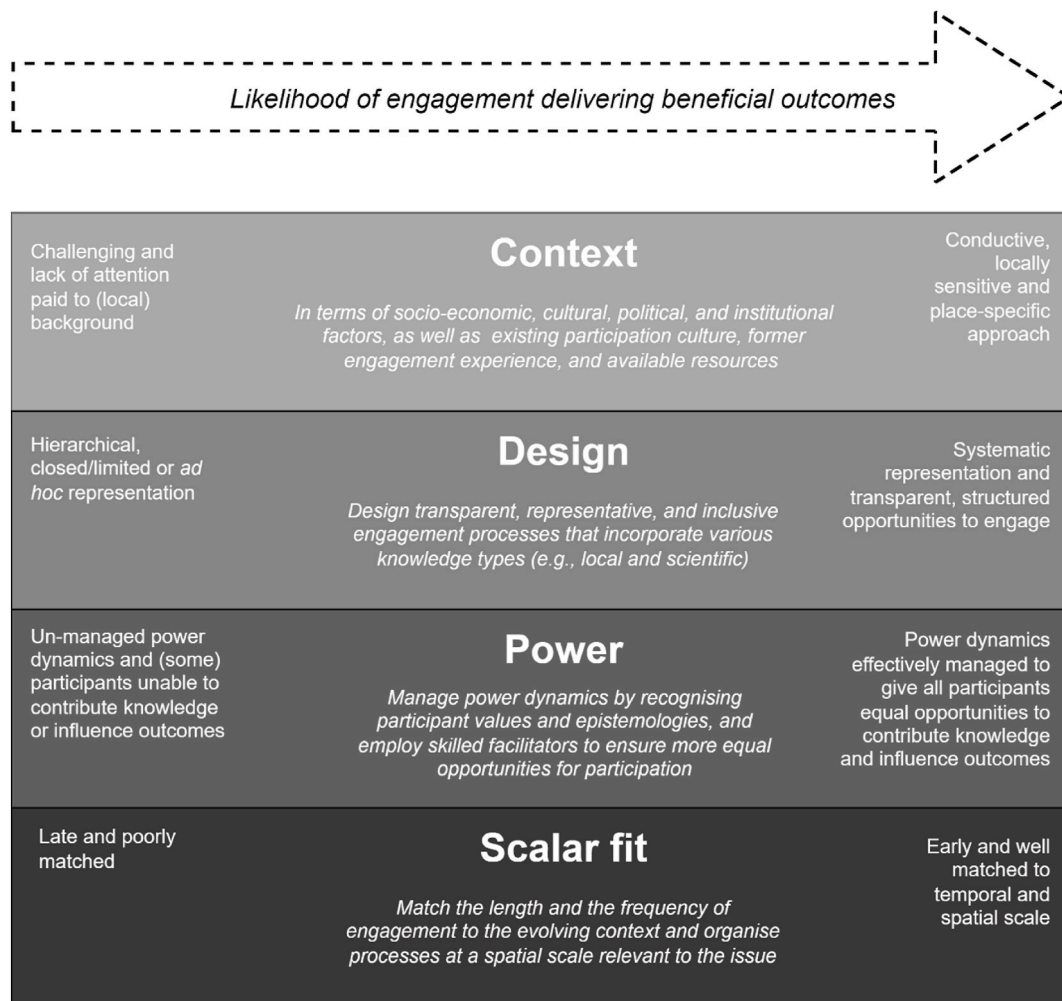 Likelihood of engagement delivering beneficial outcomes
Challenging and
lack of attention
paid to (local)
background
Context
In terms of socio-economic, cultural, political, and institutional
factors, as well as existing participation culture, former
engagement experience, and available resources
Conductive,
locally
sensitive and
place-specific
approach
Hierarchical,
closed/limited or ad
hoc representation
Design
Design transparent, representative, and inclusive
engagement processes that incorporate various
knowledge types (e.g., local and scientific)
Systematic
representation and
transparent, structured
opportunities to engage
Un-managed power
dynamics and (some)
participants unable to
contribute knowledge
or influence outcomes
Power
Manage power dynamics by recognising
participant values and epistemologies, and
employ skilled facilitators to ensure more equal
opportunities for participation
Power dynamics
effectively managed to
give all participants
equal opportunities to
contribute knowledge
and influence outcomes
Late and poorly
matched
Scalar fit
Match the length and the frequency of
engagement to the evolving context and organise
processes at a spatial scale relevant to the issue
Early and well
matched to
temporal and
spatial scale